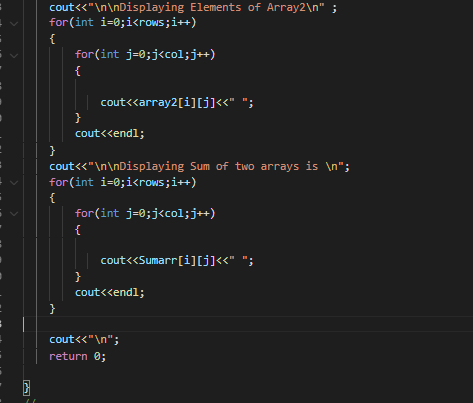 cout<<"\n\nDisplaying Elements of Array2\n" ;
for(int i=0;i<rows;i++)
{
for(int j=0;j<col;j++)
{
cout<<array2[i][j]<<" ";
}
cout<<endl;
}
cout<<"\n\nDisplaying Sum of two arrays is \n";
for(int i=0;i<rows;i++)
{
for(int j=0;j<col;j++)
{
cout<<Sumarr[i][j]<<" ";
}
cout<<endl;
}
cout<<"\n";
return 0;
}
//